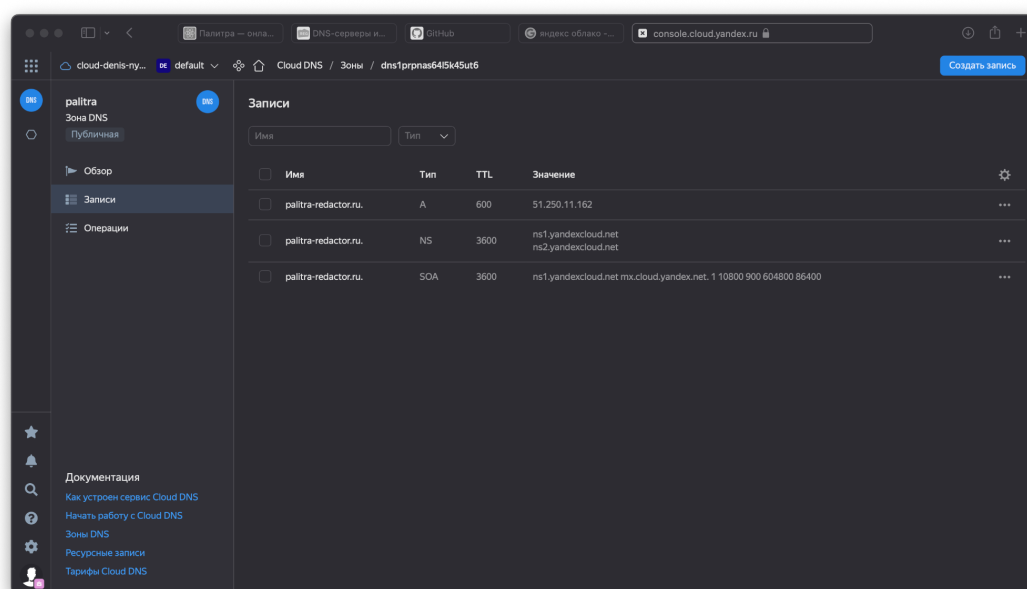 Палитра — онла...
DNS-серверы и...
GitHub
яндекс облако -...
console.cloud.yandex.ru
cloud-denis-ny...
DE
default
Cloud DNS / Зоны / dns1prpnas64l5k45ut6
Создать запись
DNS
palitra
DNS
Зона DNS
Публичная
Обзор
Записи
Операции
Записи
Имя
Тип
Имя Тип TTL Значение
palitra-redactor.ru. A 600 51.250.11.162
palitra-redactor.ru. NS 3600 ns1.yandexcloud.net
ns2.yandexcloud.net
palitra-redactor.ru. SOA 3600 ns1.yandexcloud.net mx.cloud.yandex.net. 1 10800 900 604800 86400
Документация
Как устроен сервис Cloud DNS
Начать работу с Cloud DNS
Зоны DNS
Ресурсные записи
Тарифы Cloud DNS